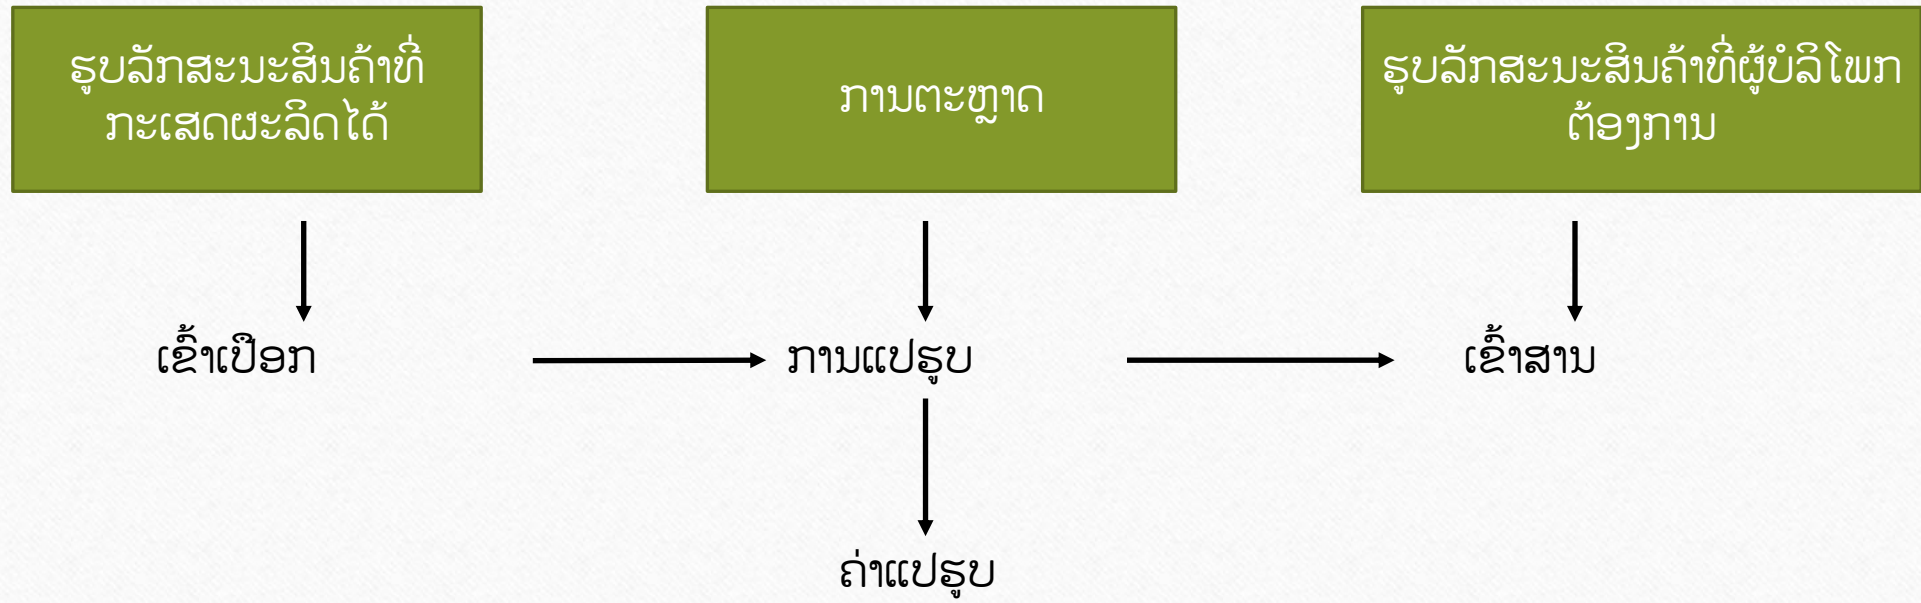 ຮູບລັກສະນະສິນຄ້າທີ່
ກະເສດຜະລິດໄດ້
ການຕະຫຼາດ
ຮູບລັກສະນະສິນຄ້າທີ່ຜູ້ບໍລິໂພກ
ຕ້ອງການ
ເຂົ້າເປືອກ
ການແປຮູບ
ເຂົ້າສານ
ຄ່າແປຮູບ